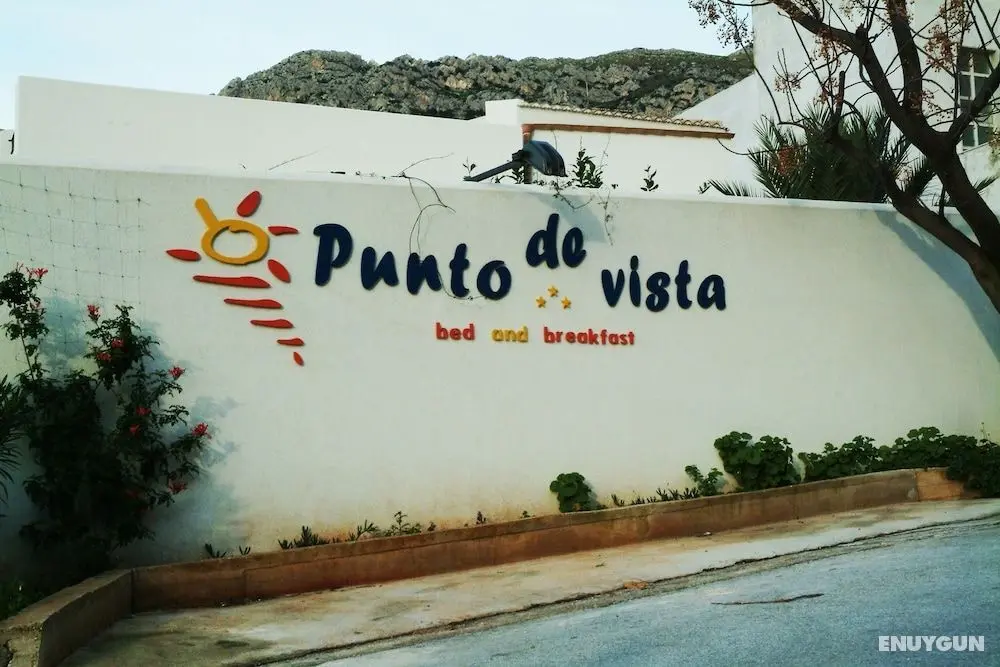 Punto de vista
bed and breakfast
ENUYGUN